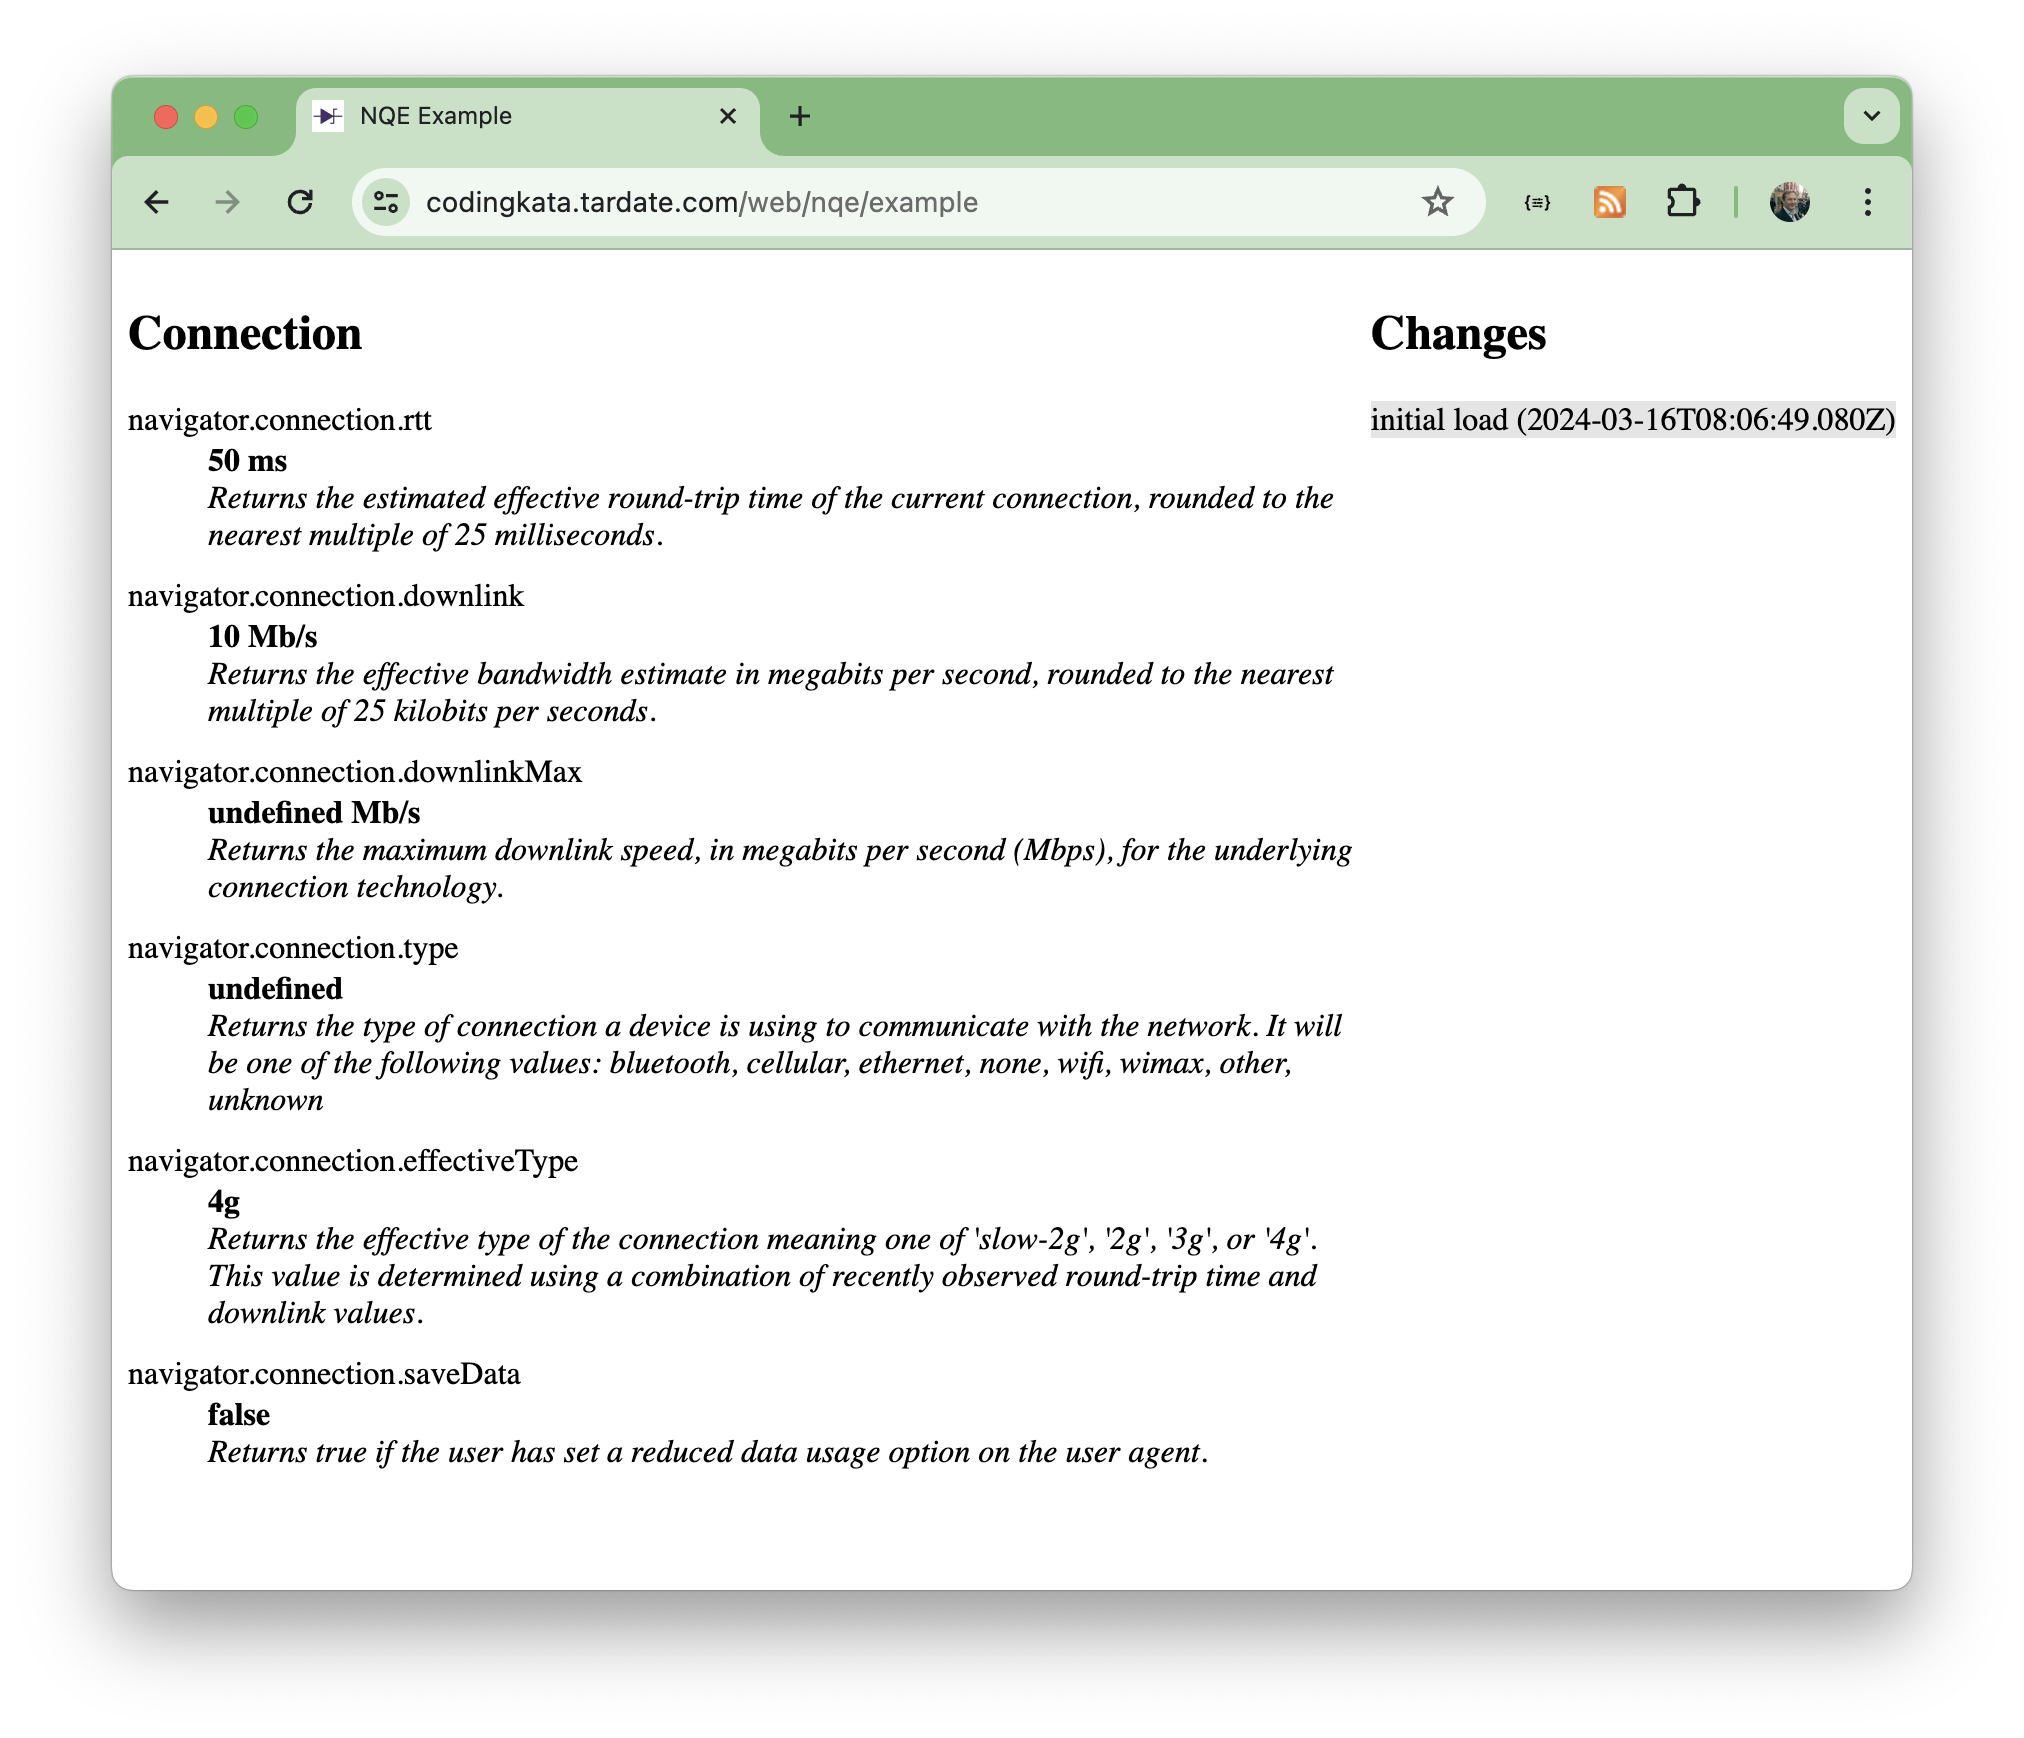 NQE Example
codingkata.tardate.com/web/nqe/example
Connection
navigator.connection.rtt
50 ms
Returns the estimated effective round-trip time of the current connection, rounded to the
nearest multiple of 25 milliseconds.
navigator.connection.downlink
10 Mb/s
Returns the effective bandwidth estimate in megabits per second, rounded to the nearest
multiple of 25 kilobits per seconds.
navigator.connection.downlinkMax
undefined Mb/s
Returns the maximum downlink speed, in megabits per second (Mbps), for the underlying
connection technology.
navigator.connection.type
undefined
Returns the type of connection a device is using to communicate with the network. It will
be one of the following values: bluetooth, cellular, ethernet, none, wifi, wimax, other,
unknown
navigator.connection.effectiveType
4g
Returns the effective type of the connection meaning one of 'slow-2g', '2g', '3g', or '4g'.
This value is determined using a combination of recently observed round-trip time and
downlink values.
navigator.connection.saveData
false
Returns true if the user has set a reduced data usage option on the user agent.
Changes
initial load (2024-03-16T08:06:49.080Z)